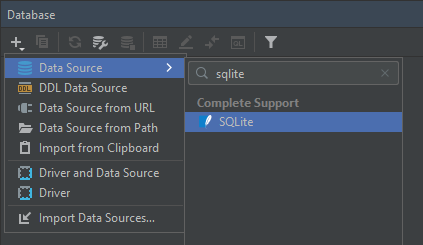 Database
Data Source
DDL Data Source
Data Source from URL
Data Source from Path
Import from Clipboard
Driver and Data Source
Driver
Import Data Sources...
sqlite
Complete Support
SQLite